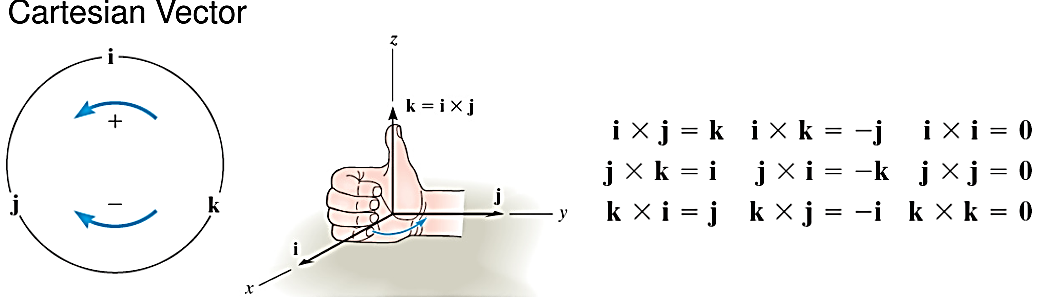 Cartesian Vector
i
+
j
−
k
z
k = i × j
j
y
i
x
i × j = k i × k = −j i × i = 0
j × k = i j × i = −k j × j = 0
k × i = j k × j = −i k × k = 0